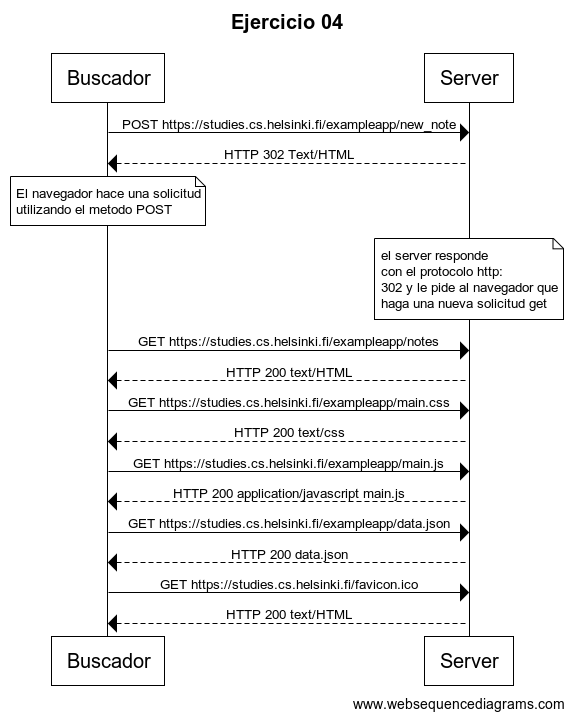 Ejercicio 04
Buscador
Server
POST https://studies.cs.helsinki.fi/exampleapp/new_note
HTTP 302 Text/HTML
El navegador hace una solicitud
utilizando el metodo POST
el server responde
con el protocolo http:
302 y le pide al navegador que
haga una nueva solicitud get
GET https://studies.cs.helsinki.fi/exampleapp/notes
HTTP 200 text/HTML
GET https://studies.cs.helsinki.fi/exampleapp/main.css
HTTP 200 text/css
GET https://studies.cs.helsinki.fi/exampleapp/main.js
HTTP 200 application/javascript main.js
GET https://studies.cs.helsinki.fi/exampleapp/data.json
HTTP 200 data.json
GET https://studies.cs.helsinki.fi/favicon.ico
HTTP 200 text/HTML
Buscador
Server
www.websequencediagrams.com